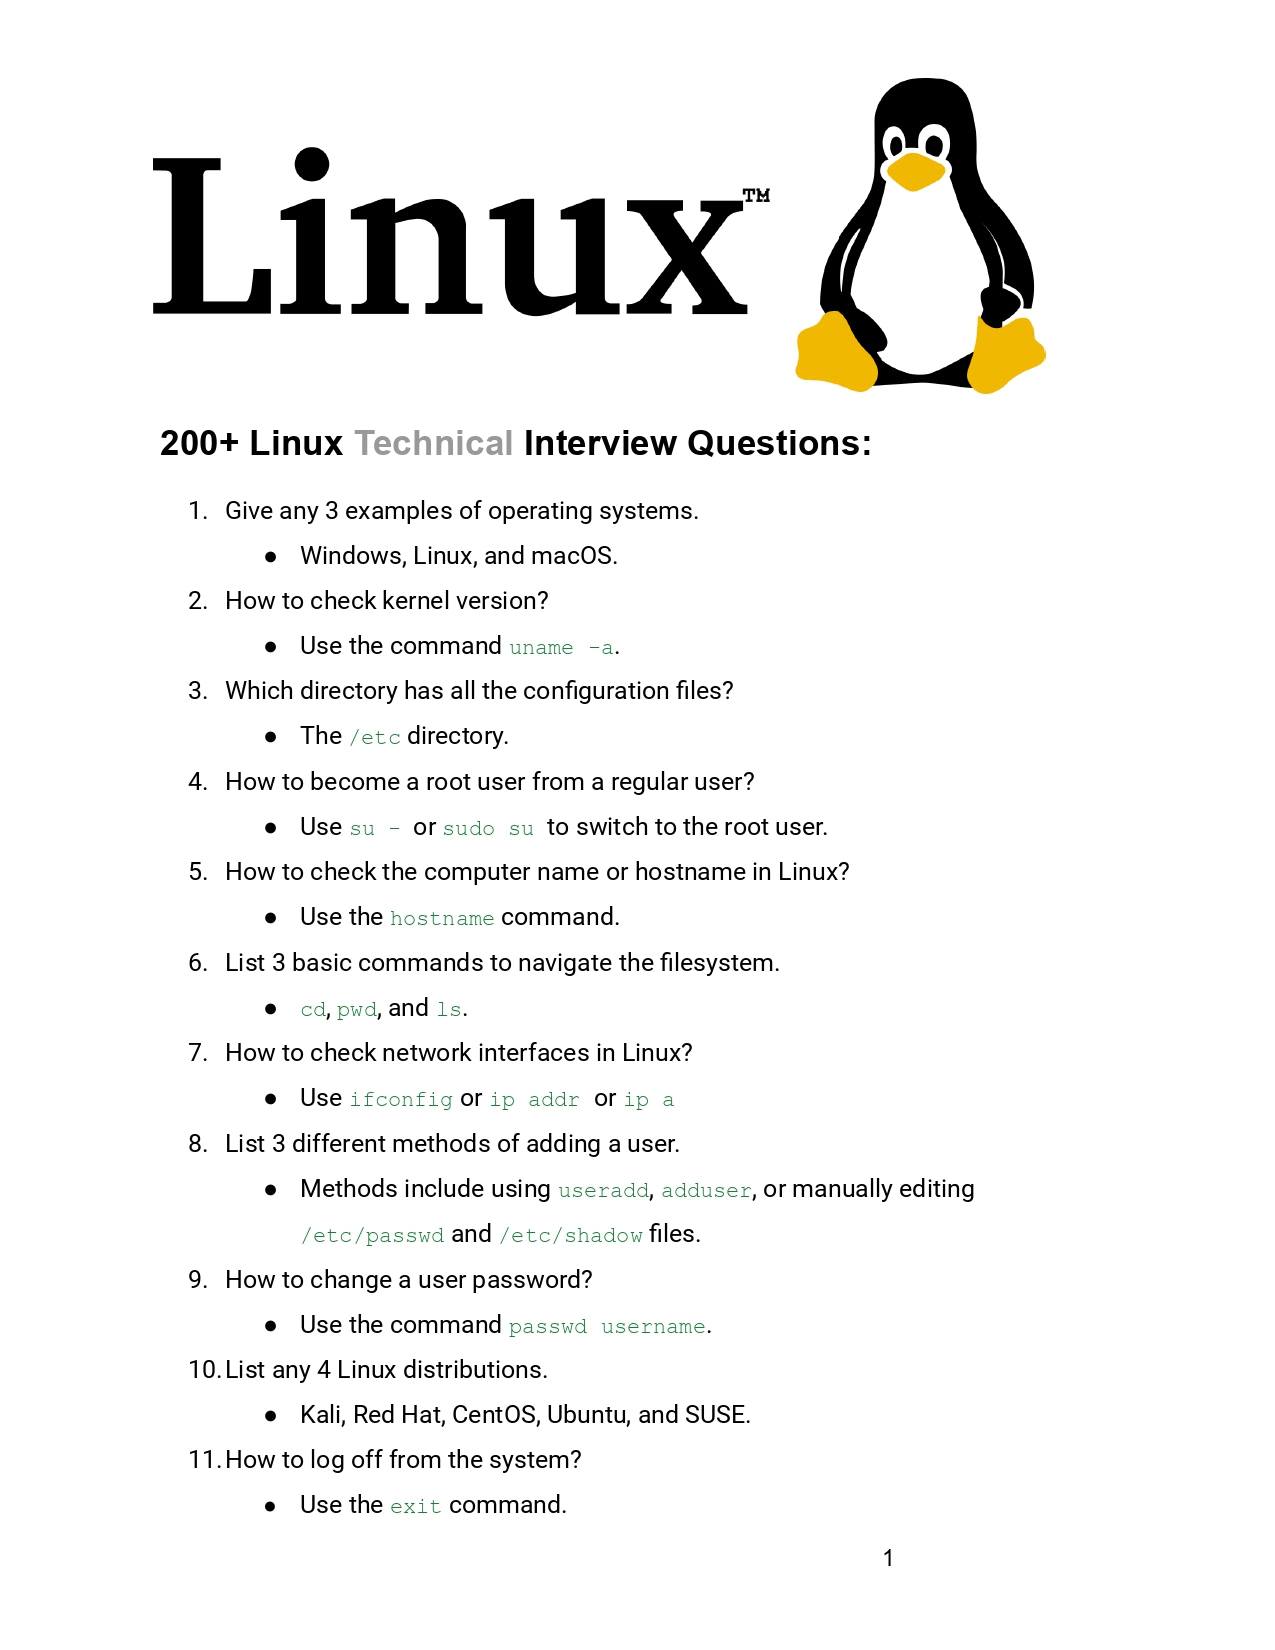 Linux™
200+ Linux Technical Interview Questions:
1. Give any 3 examples of operating systems.
● Windows, Linux, and macOS.
2. How to check kernel version?
● Use the command uname -a.
3. Which directory has all the configuration files?
● The /etc directory.
4. How to become a root user from a regular user?
● Use su - or sudo su to switch to the root user.
5. How to check the computer name or hostname in Linux?
● Use the hostname command.
6. List 3 basic commands to navigate the filesystem.
● cd, pwd, and ls.
7. How to check network interfaces in Linux?
● Use ifconfig or ip addr or ip a
8. List 3 different methods of adding a user.
● Methods include using useradd, adduser, or manually editing
/etc/passwd and /etc/shadow files.
9. How to change a user password?
● Use the command passwd username.
10. List any 4 Linux distributions.
● Kali, Red Hat, CentOS, Ubuntu, and SUSE.
11. How to log off from the system?
● Use the exit command.
1